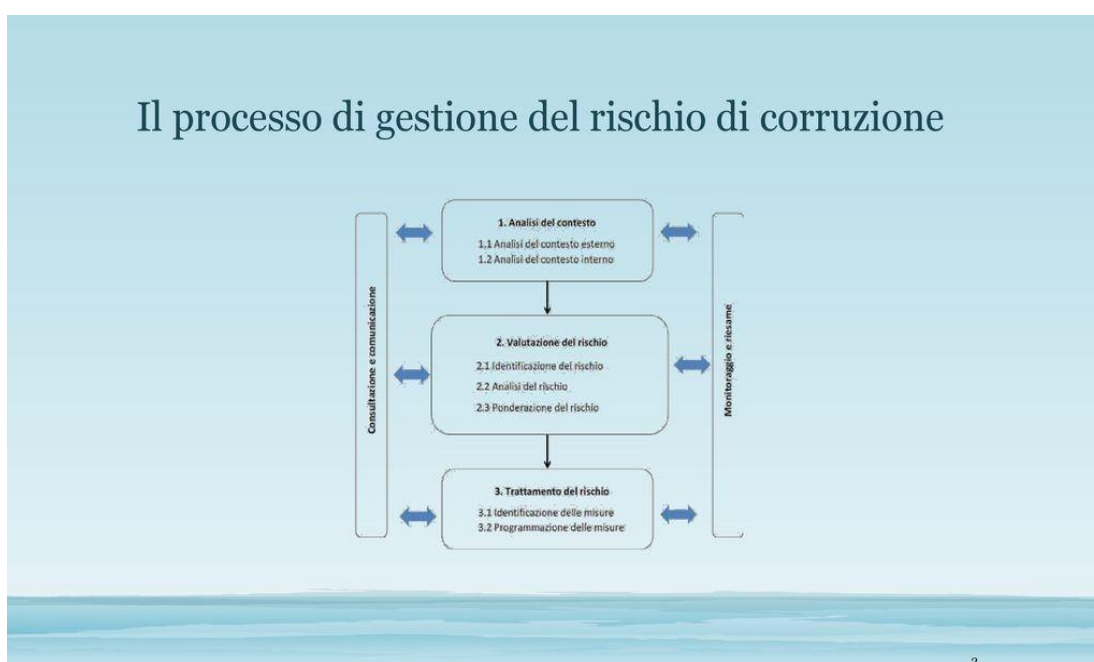 Il processo di gestione del rischio di corruzione
Consultazione e comunicazione
1. Analisi del contesto
1.1 Analisi del contesto esterno
1.2 Analisi del contesto interno
2. Valutazione del rischio
2.1 Identificazione del rischio
2.2 Analisi del rischio
2.3 Ponderazione del rischio
3. Trattamento del rischio
3.1 Identificazione delle misure
3.2 Programmazione delle misure
Monitoraggio e riesame